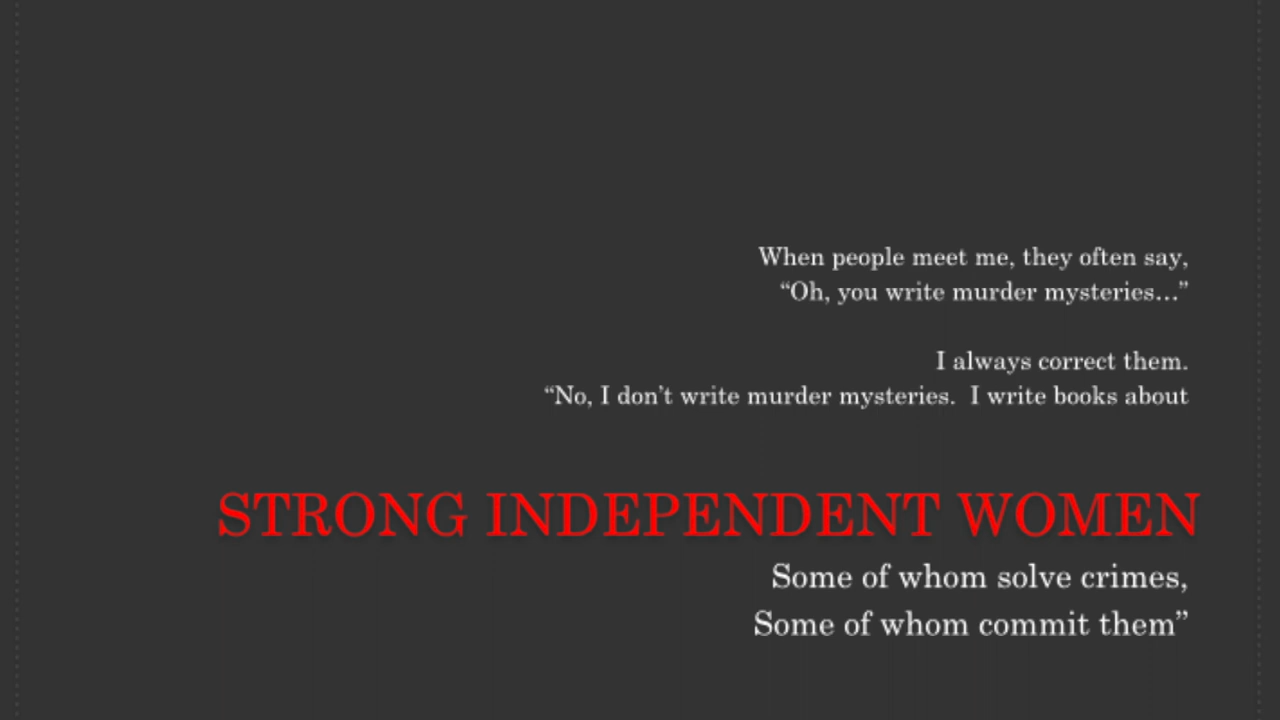 When people meet me, they often say,
“Oh, you write murder mysteries…”
I always correct them.
“No, I don’t write murder mysteries.  I write books about
STRONG INDEPENDENT WOMEN
Some of whom solve crimes,
Some of whom commit them”